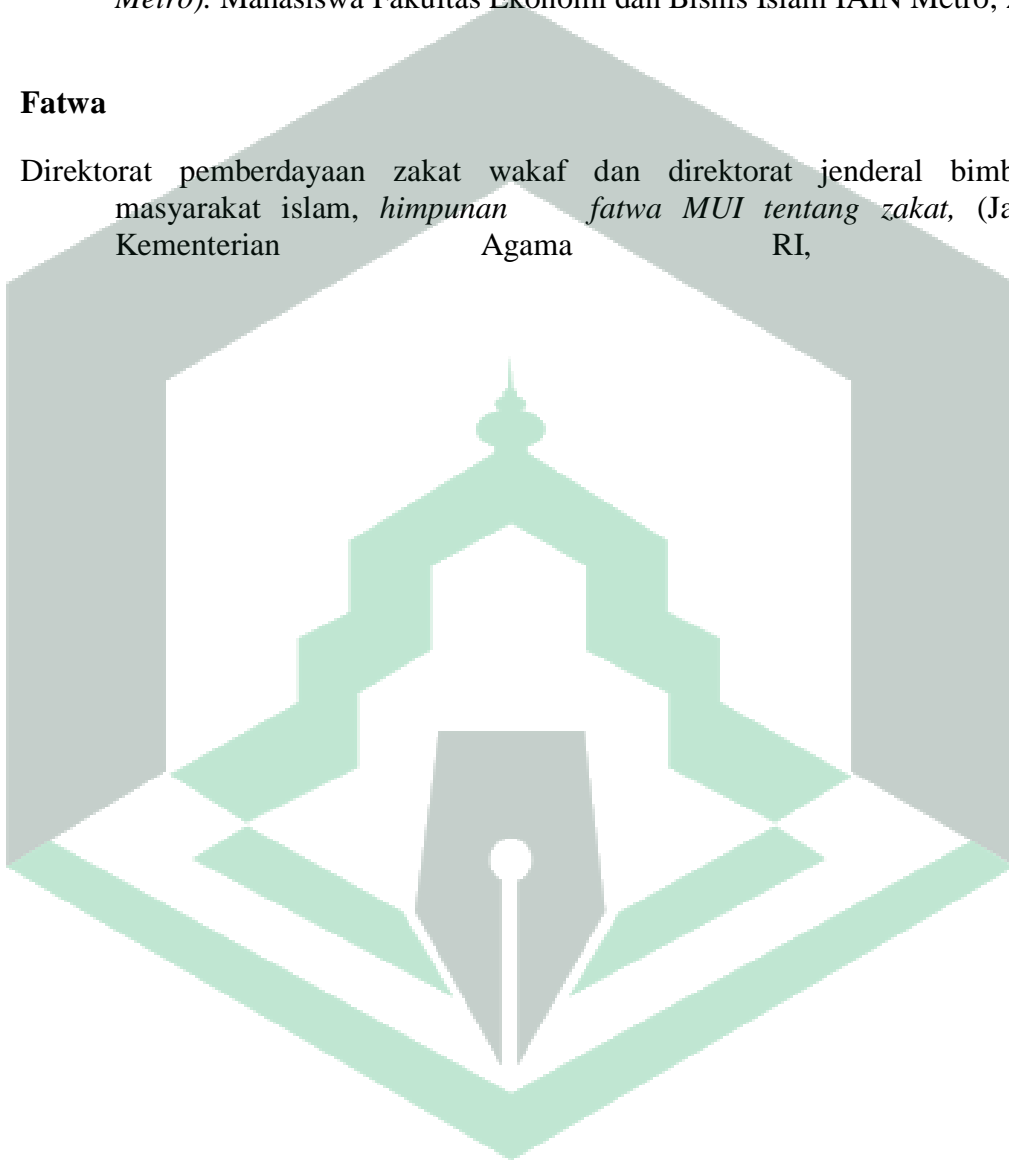 Metro). Mahasiswa Fakultas Ekonomi dan Bisnis Islam IAIN Metro,
Fatwa
Direktorat pemberdayaan zakat wakaf dan direktorat jenderal
masyarakat islam, himpunan fatwa MUI tentang zakat,
Kementerian Agama RI,